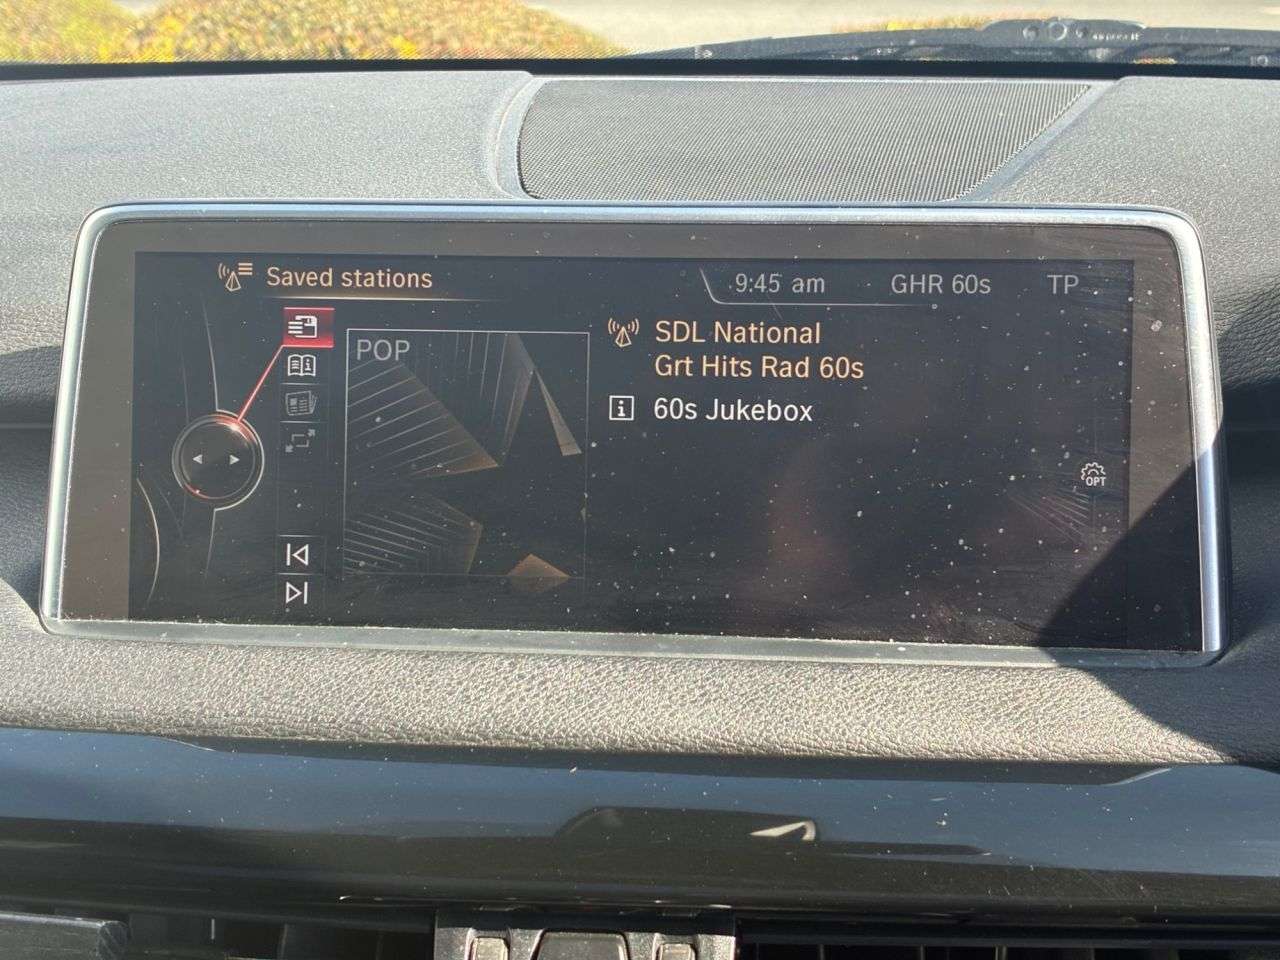 Saved stations
9:45 am GHR 60s TP
POP
SDL National
Grt Hits Rad 60s
60s Jukebox
OPT